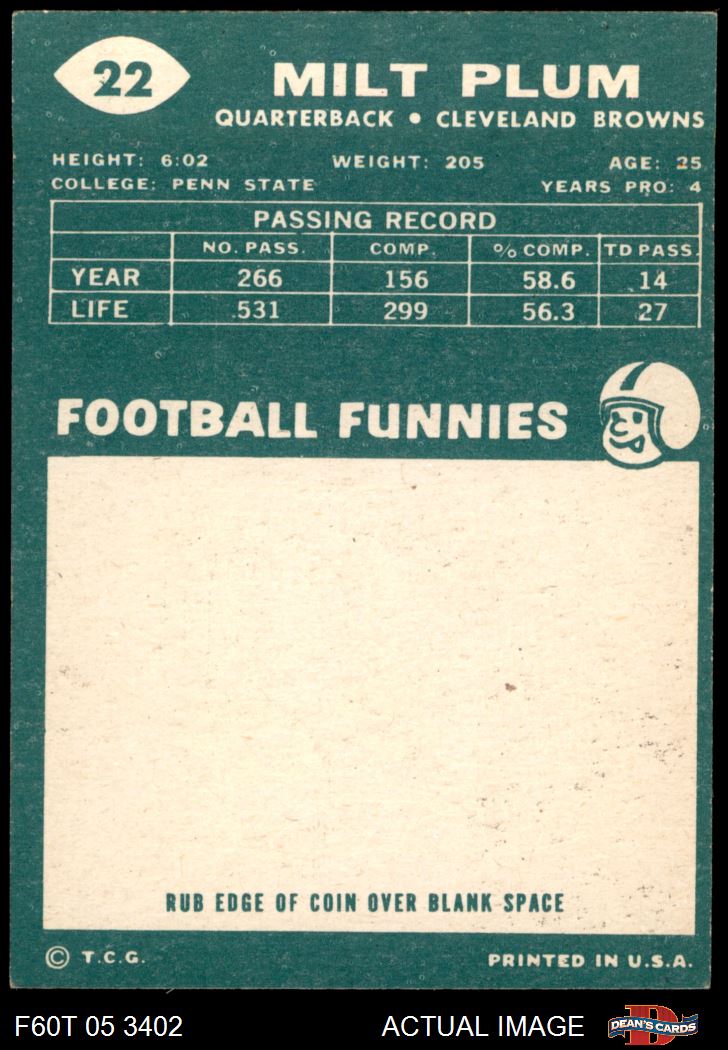 22
MILT PLUM
QUARTERBACK • CLEVELAND BROWNS
HEIGHT: 6:02 WEIGHT: 205 AGE: 25
COLLEGE: PENN STATE YEARS PRO: 4
PASSING RECORD
NO. PASS. COMP. % COMP. TD PASS.
YEAR 266 156 58.6 14
LIFE 531 299 56.3 27
FOOTBALL FUNNIES
RUB EDGE OF COIN OVER BLANK SPACE
© T.C.G. PRINTED IN U.S.A.
F60T 05 3402 ACTUAL IMAGE D DEAN'S CARDS